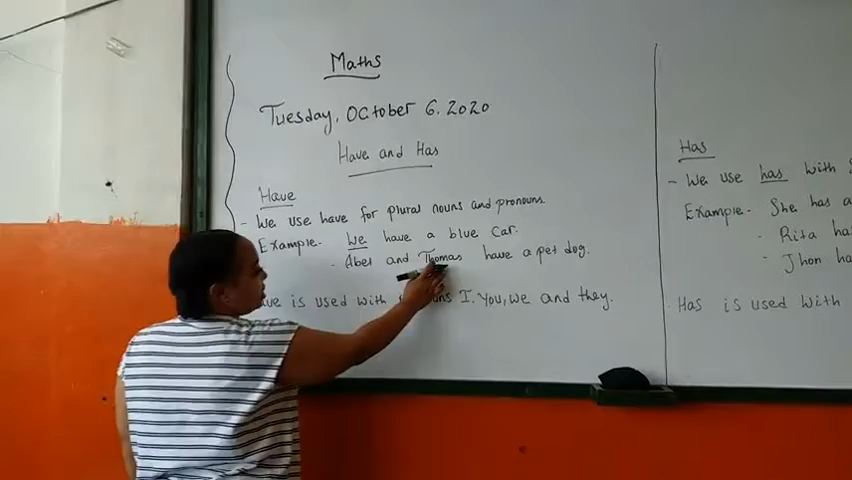 Maths
Tuesday, October 6. 2020
Have and Has
Have
- We use have for plural nouns and pronouns.
Example - We have a blue car.
- Abel and Thomas have a pet dog.
is used with I. You, we and they.
Has
- We use has with
Example - She has a
- Rita
- Jhon
Has is used with